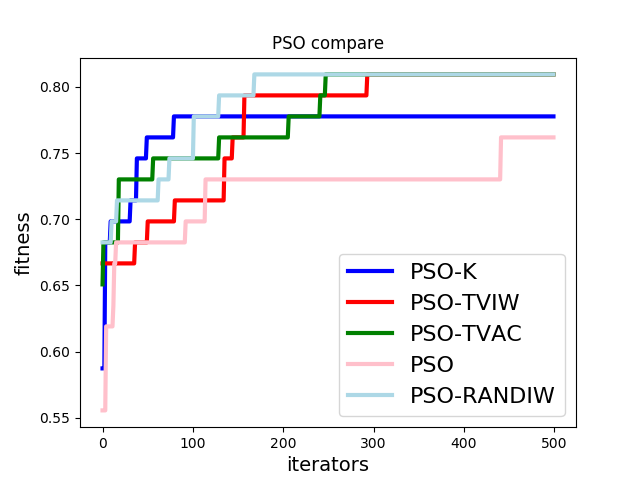 PSO compare
fitness
0.80
0.75
0.70
0.65
0.60
0.55
PSO-K
PSO-TVIW
PSO-TVAC
PSO
PSO-RANDIW
0 100 200 300 400 500
iterators